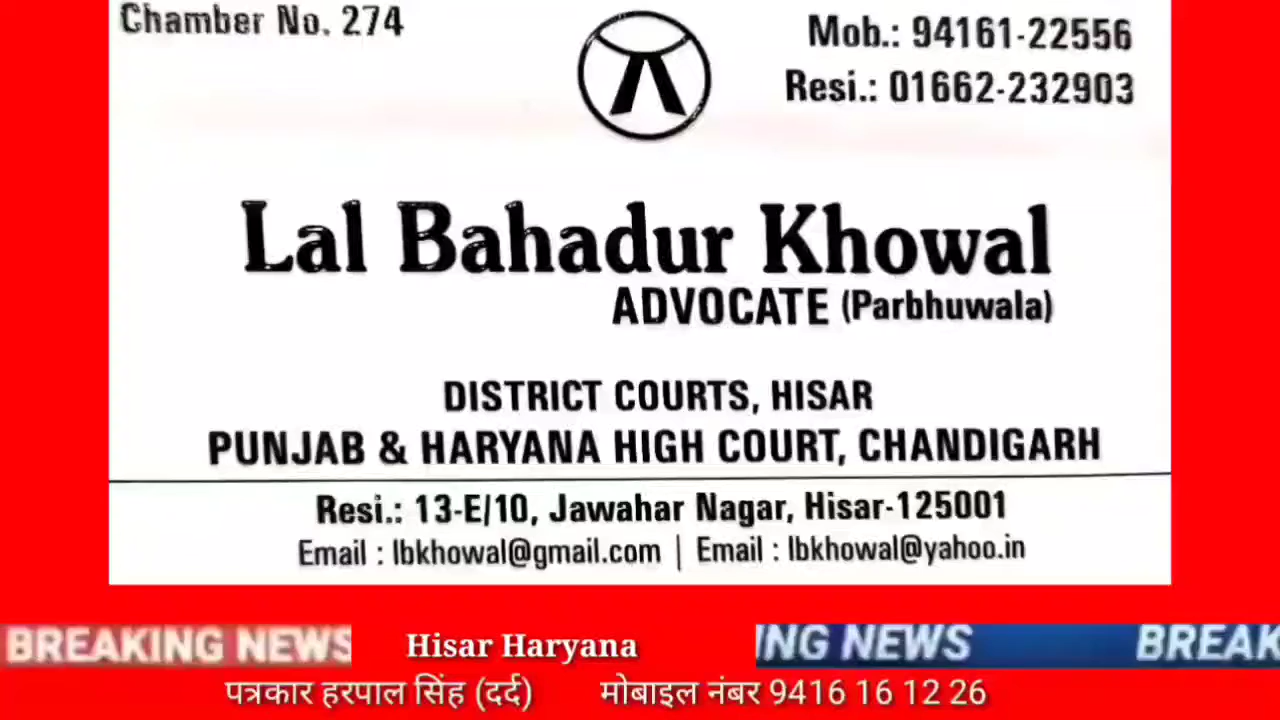 Chamber No. 274
Mob.: 94161-22556
Resi.: 01662-232903
Lal Bahadur Khowal
ADVOCATE (Parbhuwala)
DISTRICT COURTS, HISAR
PUNJAB & HARYANA HIGH COURT, CHANDIGARH
Resi.: 13-E/10, Jawahar Nagar, Hisar-125001
Email : lbkhowal@gmail.com | Email : lbkhowal@yahoo.in
BREAKING NEWS Hisar Haryana ING NEWS BREAK
पत्रकार हरपाल सिंह (दर्द) मोबाइल नंबर 9416 16 12 26